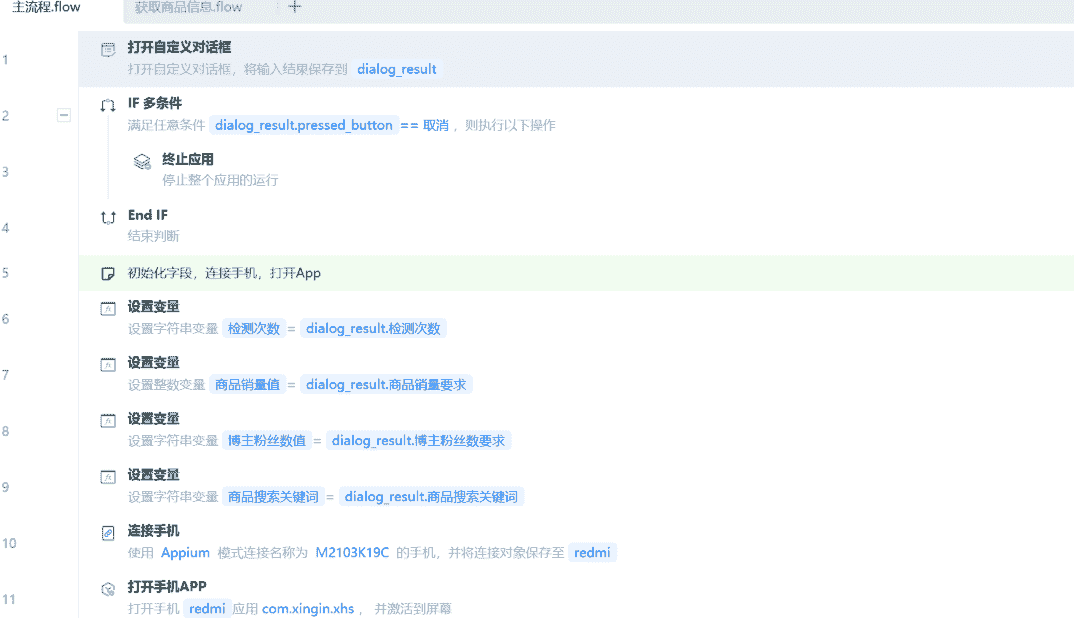 主流程.flow 获取商品信息.flow +
1 打开自定义对话框
打开自定义对话框，将输入结果保存到 dialog_result
2 IF 多条件
满足任意条件 dialog_result.pressed_button == 取消 ，则执行以下操作
3 终止应用
停止整个应用的运行
4 End IF
结束判断
5 初始化字段，连接手机，打开App
6 设置变量
设置字符串变量 检测次数 = dialog_result.检测次数
7 设置变量
设置整数变量 商品销量值 = dialog_result.商品销量要求
8 设置变量
设置字符串变量 博主粉丝数值 = dialog_result.博主粉丝数要求
9 设置变量
设置字符串变量 商品搜索关键词 = dialog_result.商品搜索关键词
10 连接手机
使用 Appium 模式连接名称为 M2103K19C 的手机，并将连接对象保存至 redmi
11 打开手机APP
打开手机 redmi 应用 com.xingin.xhs ， 并激活到屏幕